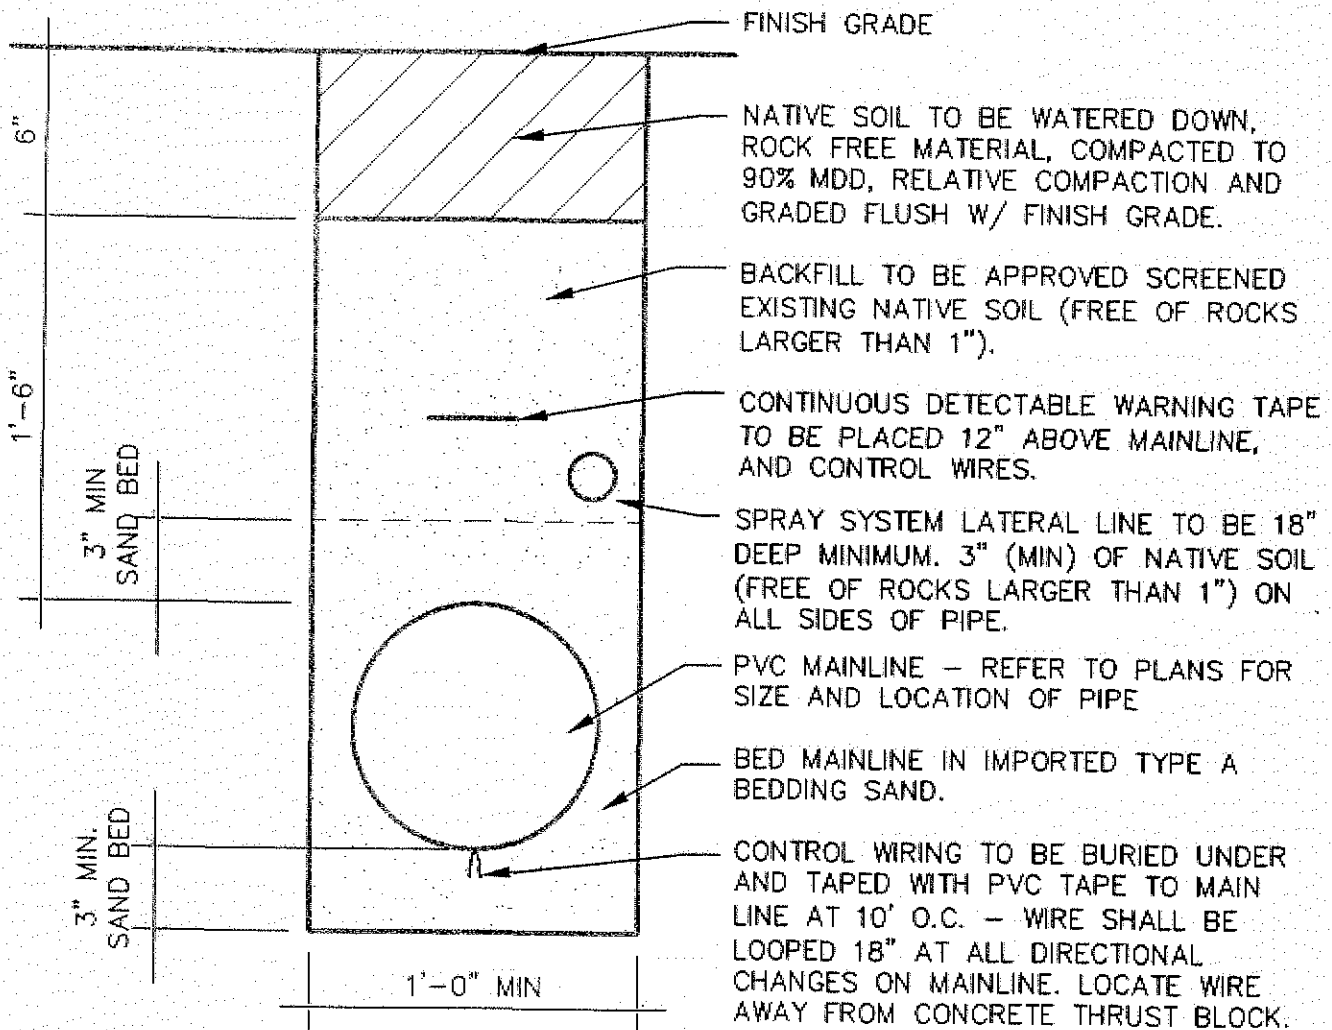 FINISH GRADE
6"
NATIVE SOIL TO BE WATERED DOWN,
ROCK FREE MATERIAL, COMPACTED TO
90% MDD, RELATIVE COMPACTION AND
GRADED FLUSH W/ FINISH GRADE.
BACKFILL TO BE APPROVED SCREENED
EXISTING NATIVE SOIL (FREE OF ROCKS
LARGER THAN 1").
1'-6"
CONTINUOUS DETECTABLE WARNING TAPE
TO BE PLACED 12" ABOVE MAINLINE,
AND CONTROL WIRES.
3" MIN
SAND BED
SPRAY SYSTEM LATERAL LINE TO BE 18"
DEEP MINIMUM. 3" (MIN) OF NATIVE SOIL
(FREE OF ROCKS LARGER THAN 1") ON
ALL SIDES OF PIPE.
PVC MAINLINE – REFER TO PLANS FOR
SIZE AND LOCATION OF PIPE
BED MAINLINE IN IMPORTED TYPE A
BEDDING SAND.
3" MIN.
SAND BED
CONTROL WIRING TO BE BURIED UNDER
AND TAPED WITH PVC TAPE TO MAIN
LINE AT 10' O.C. – WIRE SHALL BE
LOOPED 18" AT ALL DIRECTIONAL
CHANGES ON MAINLINE. LOCATE WIRE
AWAY FROM CONCRETE THRUST BLOCK.
1'-0" MIN